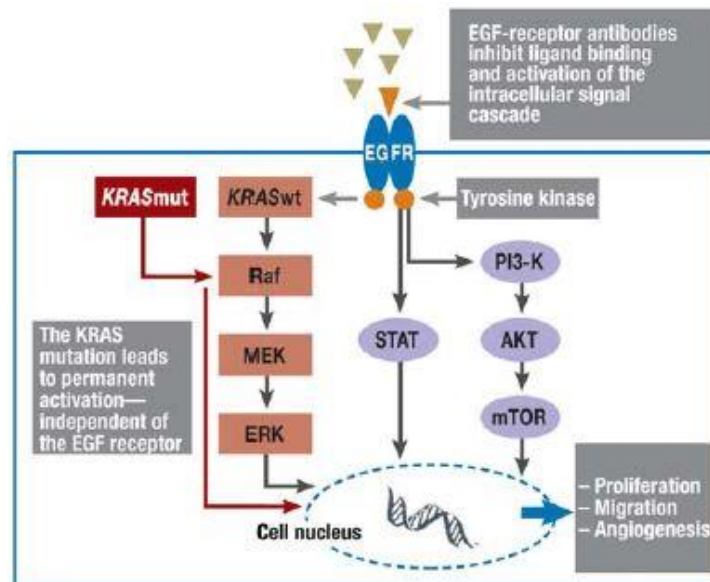 EGF-receptor antibodies
inhibit ligand binding
and activation of the
intracellular signal
cascade
EG FR
KRASmut
KRASwt
Tyrosine kinase
Raf
PI3-K
The KRAS
mutation leads
to permanent
activation—
independent of
the EGF receptor
MEK
STAT
AKT
ERK
mTOR
Cell nucleus
– Proliferation
– Migration
– Angiogenesis